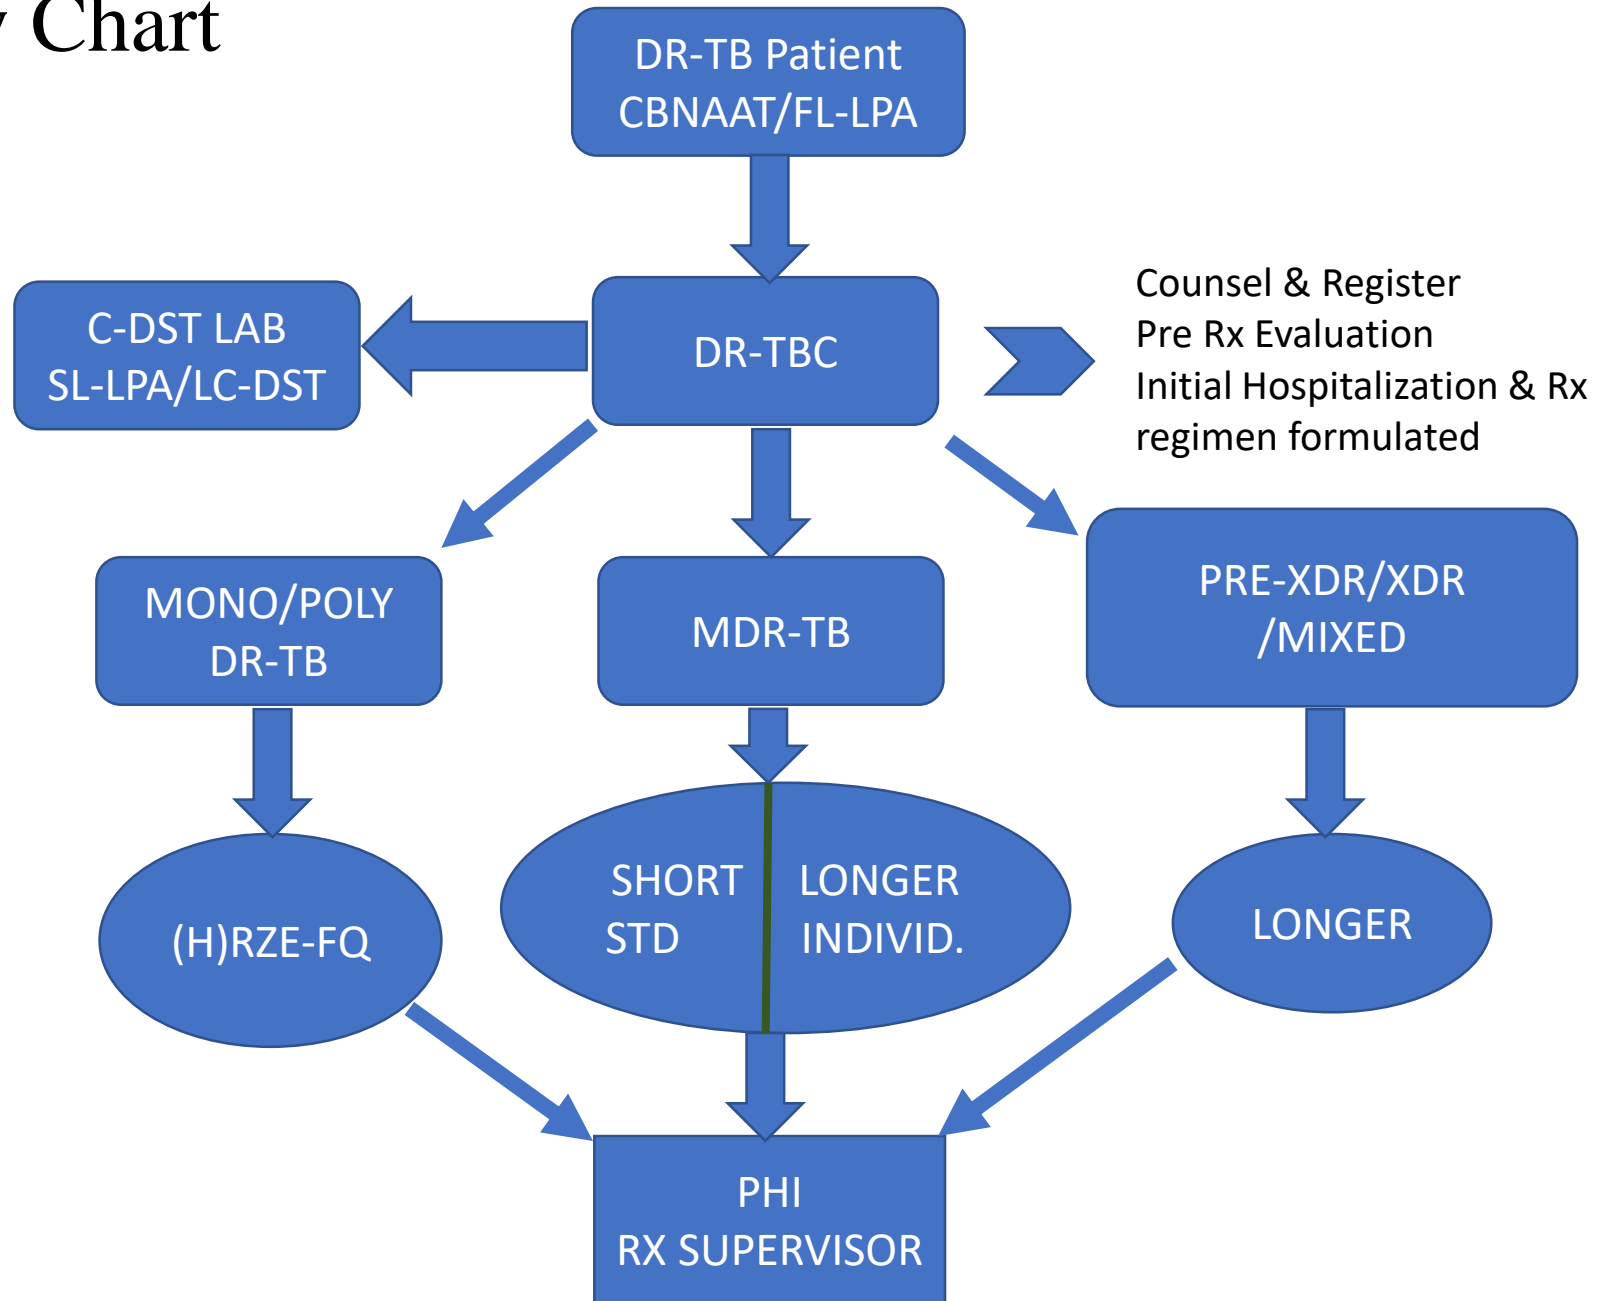 Chart
DR-TB Patient
CBNAAT/FL-LPA
C-DST LAB
SL-LPA/LC-DST
DR-TBC
Counsel & Register
Pre Rx Evaluation
Initial Hospitalization & Rx
regimen formulated
MONO/POLY
DR-TB
MDR-TB
PRE-XDR/XDR
/MIXED
(H)RZE-FQ
SHORT
STD
LONGER
INDIVID.
LONGER
PHI
RX SUPERVISOR